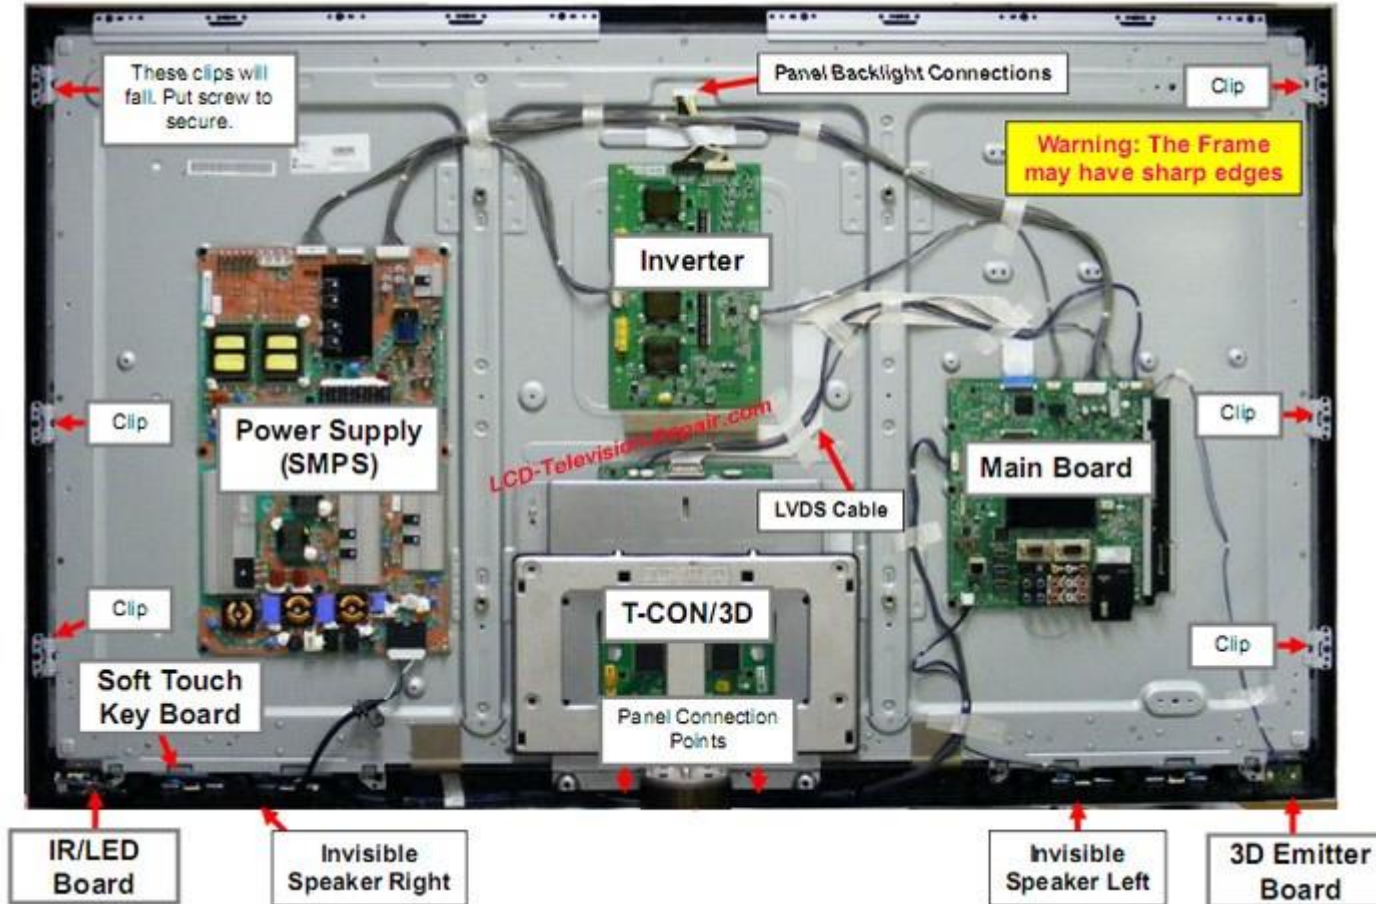 These clips will
fall. Put screw to
secure.
Panel Backlight Connections
Clip
Warning: The Frame
may have sharp edges
Inverter
Clip
Power Supply
(SMPS)
LCD-Television-Repair.com
Clip
Main Board
LVDS Cable
Clip
T-CON/3D
Clip
Soft Touch
Key Board
Panel Connection
Points
IR/LED
Board
Invisible
Speaker Right
Invisible
Speaker Left
3D Emitter
Board